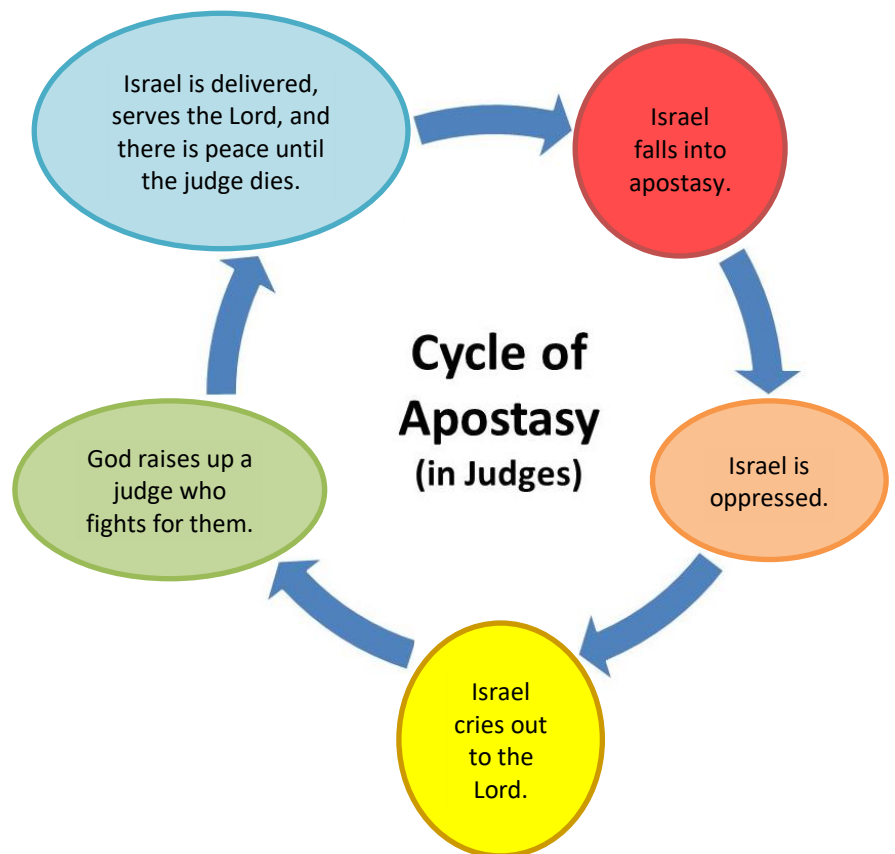 Cycle of
Apostasy
(in Judges)
Israel is delivered,
serves the Lord, and
there is peace until
the judge dies.
Israel
falls into
apostasy.
Israel is
oppressed.
Israel
cries out
to the
Lord.
God raises up a
judge who
fights for them.